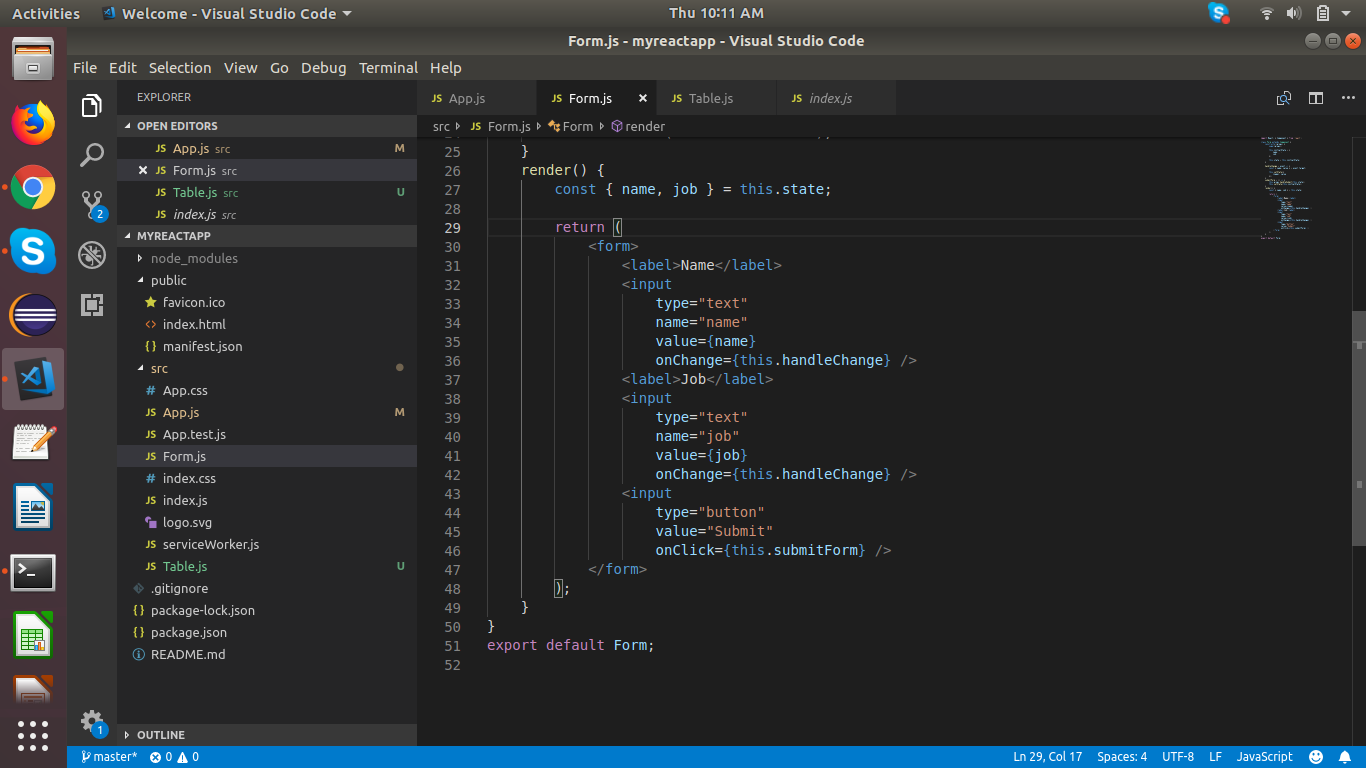 Activities
Welcome - Visual Studio Code
Thu 10:11 AM
Form.js - myreactapp - Visual Studio Code
File Edit Selection View Go Debug Terminal Help
EXPLORER
OPEN EDITORS
JS App.js src M
JS Form.js src
JS Table.js src U
JS index.js src
MYREACTAPP
node_modules
public
favicon.ico
<> index.html
{} manifest.json
src
# App.css
JS App.js M
JS App.test.js
JS Form.js
# index.css
JS index.js
logo.svg
JS serviceWorker.js
JS Table.js U
.gitignore
{} package-lock.json
{} package.json
README.md
OUTLINE
2
1
JS App.js
JS Form.js
JS Table.js
JS index.js
src JS Form.js Form render
25 }
26 render() {
27 const { name, job } = this.state;
28
29 return (
30 <form>
31 <label>Name</label>
32 <input
33 type="text"
34 name="name"
35 value={name}
36 onChange={this.handleChange} />
37 <label>Job</label>
38 <input
39 type="text"
40 name="job"
41 value={job}
42 onChange={this.handleChange} />
43 <input
44 type="button"
45 value="Submit"
46 onClick={this.submitForm} />
47 </form>
48 );
49 }
50 }
51 export default Form;
52
master* 0 0
Ln 29, Col 17 Spaces: 4 UTF-8 LF JavaScript